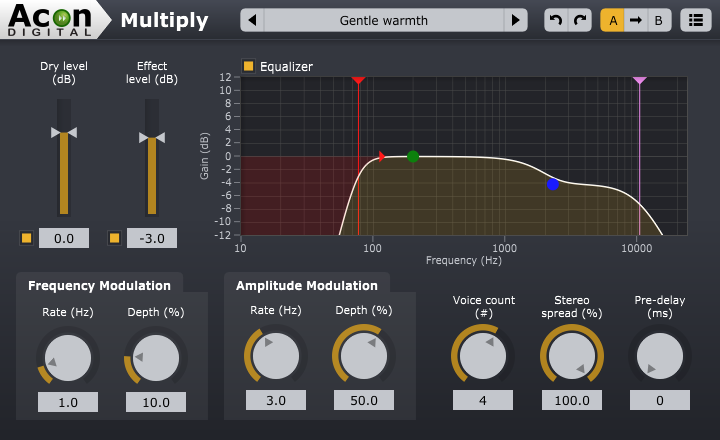 Acon
DIGITAL
Multiply
Gentle warmth
A
B
Dry level
(dB)
Effect
level (dB)
0.0
-3.0
Equalizer
Gain (dB)
12
10
8
6
4
2
0
-2
-4
-6
-8
-10
-12
10
100
1000
10000
Frequency (Hz)
Frequency Modulation
Rate (Hz)
Depth (%)
1.0
10.0
Amplitude Modulation
Rate (Hz)
Depth (%)
3.0
50.0
Voice count
(#)
4
Stereo
spread (%)
100.0
Pre-delay
(ms)
0